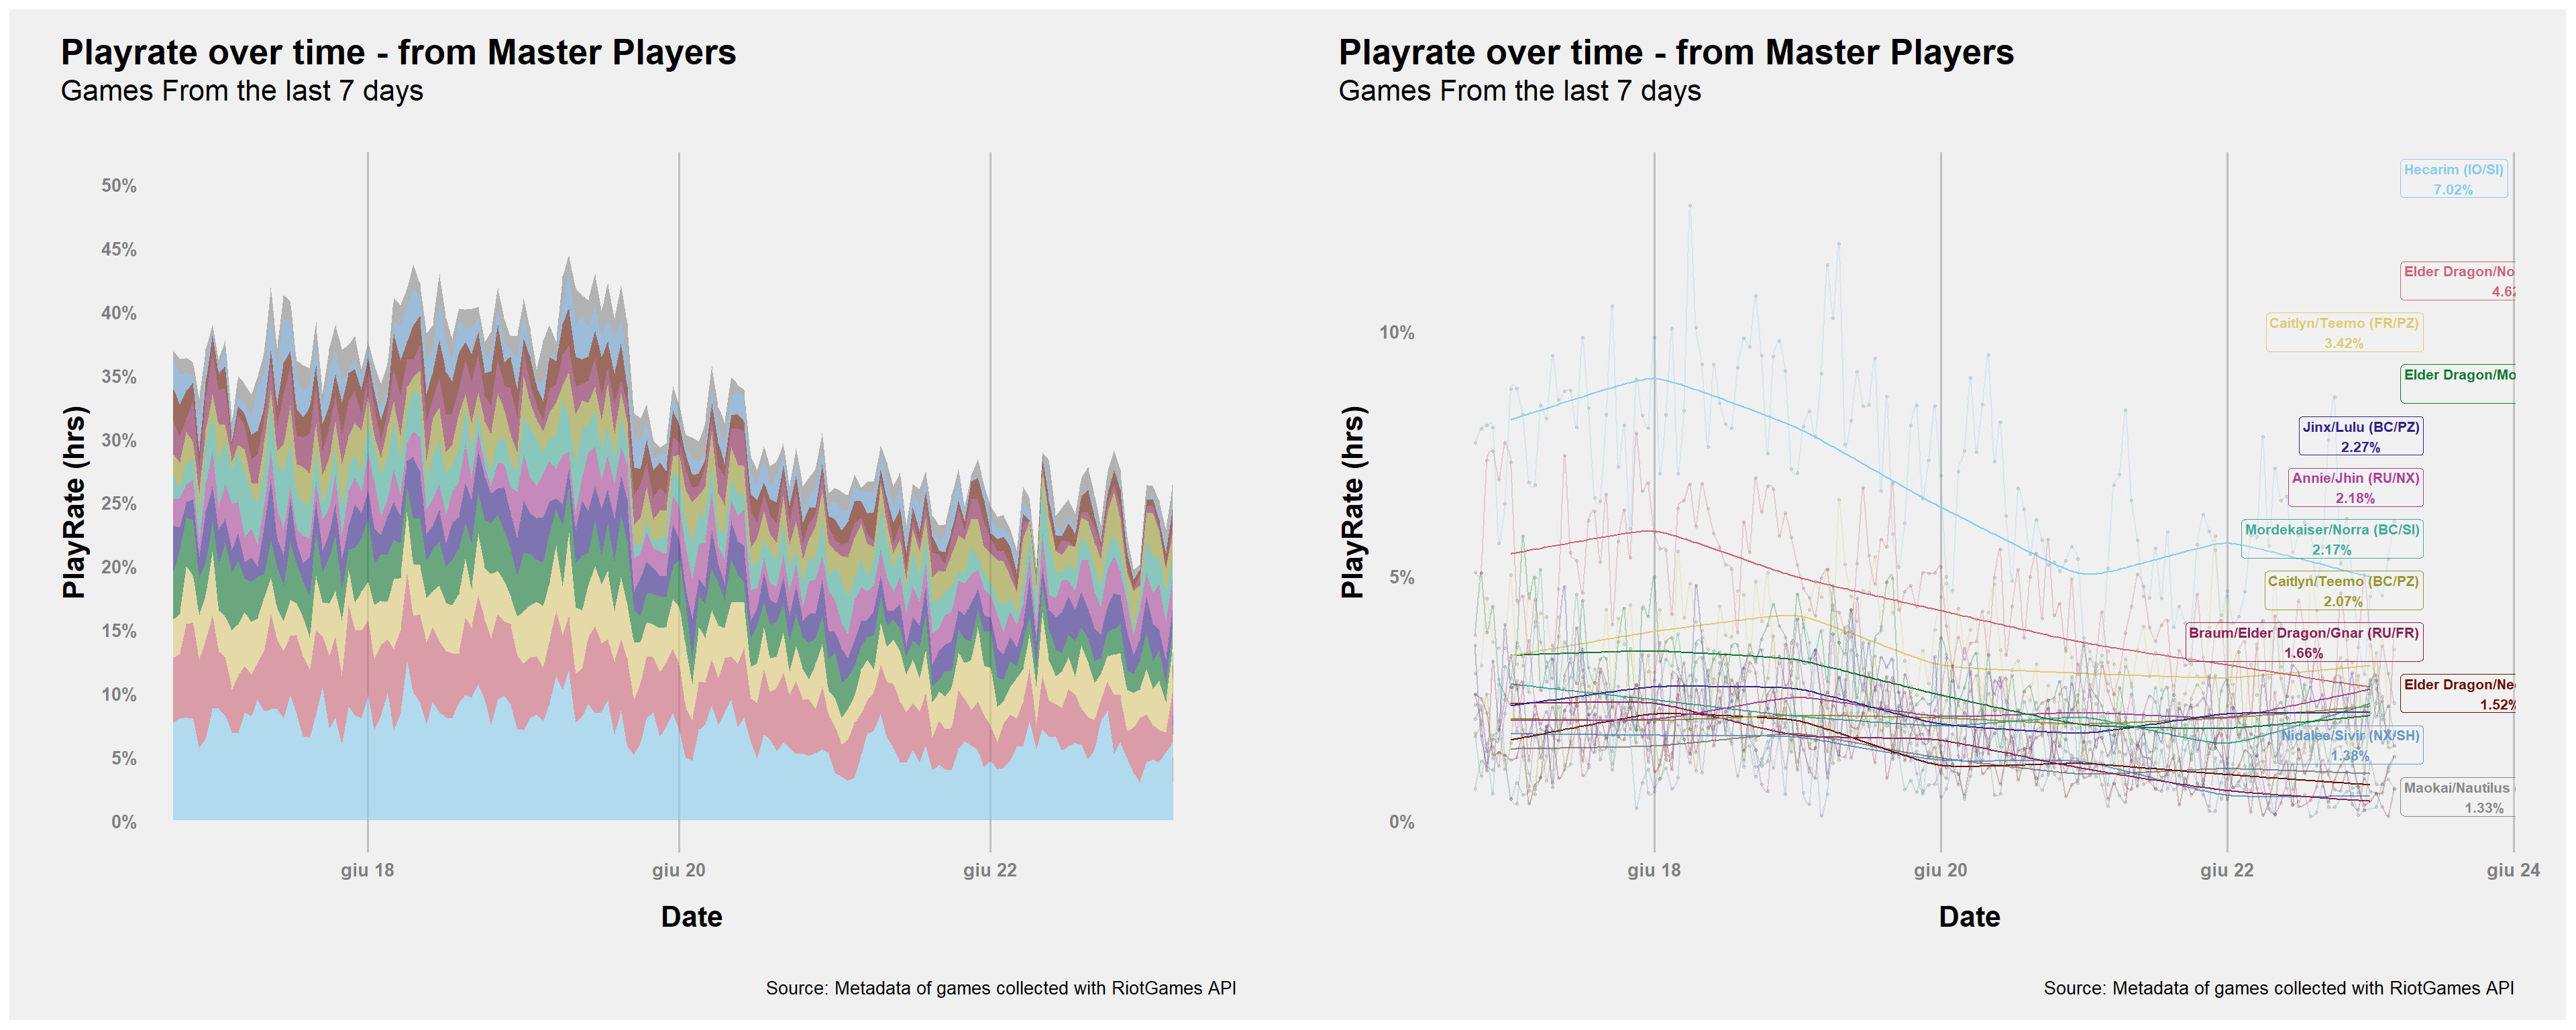 Playrate over time - from Master Players
Games From the last 7 days
50%
45%
40%
35%
30%
25%
20%
15%
10%
5%
0%
PlayRate (hrs)
giu 18
giu 20
giu 22
Date
Source: Metadata of games collected with RiotGames API
Playrate over time - from Master Players
Games From the last 7 days
10%
5%
0%
PlayRate (hrs)
Hecarim (IO/SI)
7.02%
Elder Dragon/No
4.62
Caitlyn/Teemo (FR/PZ)
3.42%
Elder Dragon/Mo
Jinx/Lulu (BC/PZ)
2.27%
Annie/Jhin (RU/NX)
2.18%
Mordekaiser/Norra (BC/SI)
2.17%
Caitlyn/Teemo (BC/PZ)
2.07%
Braum/Elder Dragon/Gnar (RU/FR)
1.66%
Elder Dragon/Ne
1.52%
Nidalee/Sivir (NX/SH)
1.38%
Maokai/Nautilus
1.33%
giu 18
giu 20
giu 22
giu 24
Date
Source: Metadata of games collected with RiotGames API